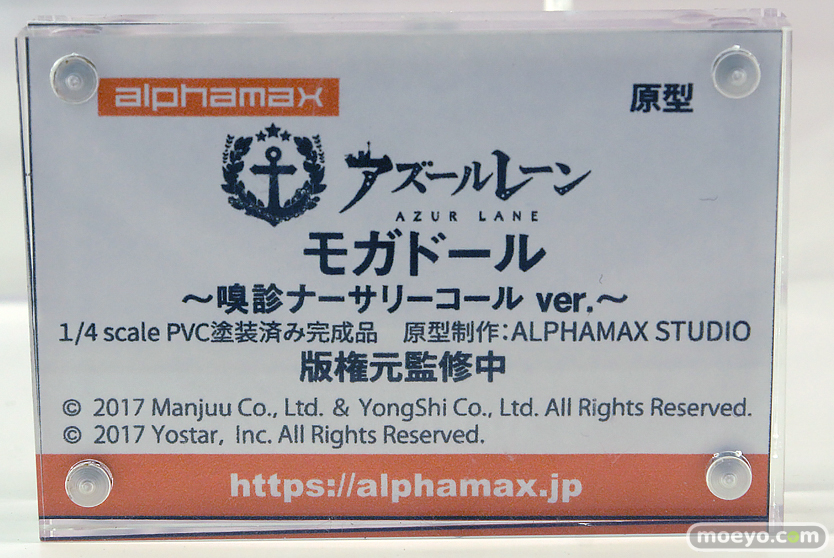 alphamax
原型
アズールレーン
AZUR LANE
モガドール
～嗅診ナーサリーコール ver.～
1/4 scale PVC塗装済み完成品　原型制作：ALPHAMAX STUDIO
版権元監修中
© 2017 Manjuu Co., Ltd. & YongShi Co., Ltd. All Rights Reserved.
© 2017 Yostar, Inc. All Rights Reserved.
https://alphamax.jp
moeyo.com